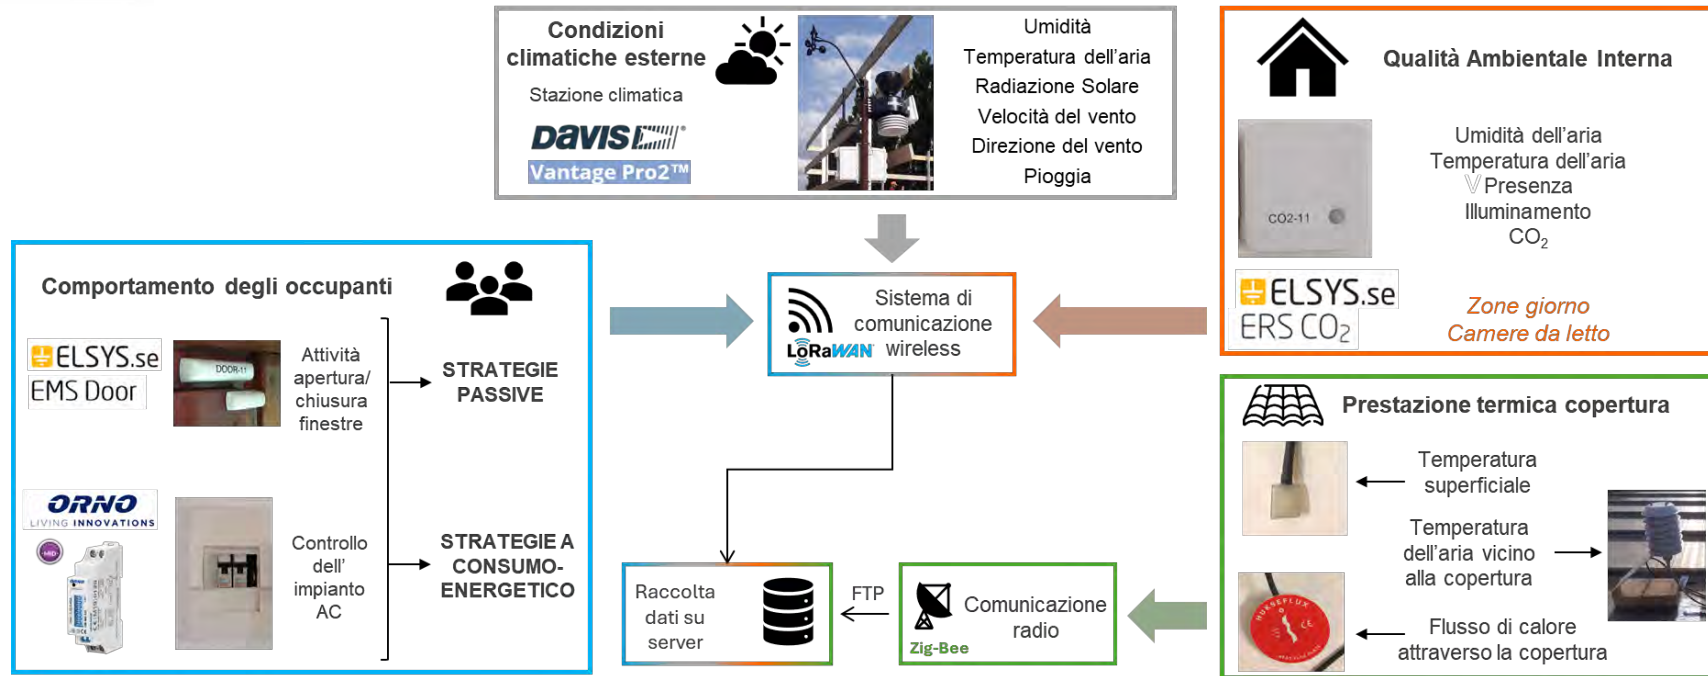 Condizioni
climatiche esterne
Stazione climatica
DAVIS
Vantage Pro2™
Umidità
Temperatura dell'aria
Radiazione Solare
Velocità del vento
Direzione del vento
Pioggia
Qualità Ambientale Interna
CO2-11
Umidità dell'aria
Temperatura dell'aria
V Presenza
Illuminamento
CO₂
ELSYS.se
ERS CO₂
Zone giorno
Camere da letto
Comportamento degli occupanti
ELSYS.se
EMS Door
DOOR-11
Attività
apertura/
chiusura
finestre
STRATEGIE
PASSIVE
ORNO
LIVING INNOVATIONS
MID
ORNO
Controllo
dell'
impianto
AC
STRATEGIE A
CONSUMO-
ENERGETICO
Sistema di
comunicazione
wireless
LoRaWAN
Raccolta
dati su
server
FTP
Comunicazione
radio
Zig-Bee
Prestazione termica copertura
Temperatura
superficiale
Temperatura
dell'aria vicino
alla copertura
HUKSEFLUX
CE
Flusso di calore
attraverso la copertura